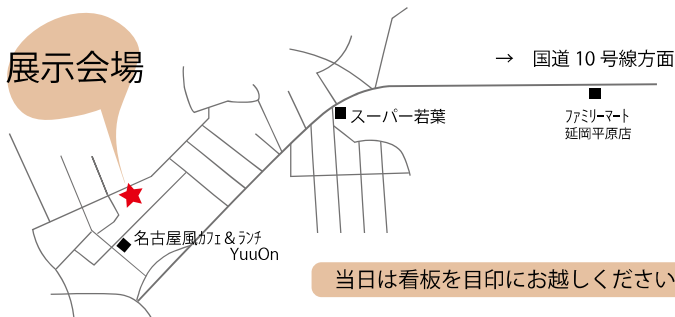 展示会場
→ 国道 10 号線方面
スーパー若葉
ﾌｧﾐﾘｰﾏｰﾄ
延岡平原店
名古屋風ｶﾌｪ＆ﾗﾝﾁ
YuuOn
当日は看板を目印にお越しください